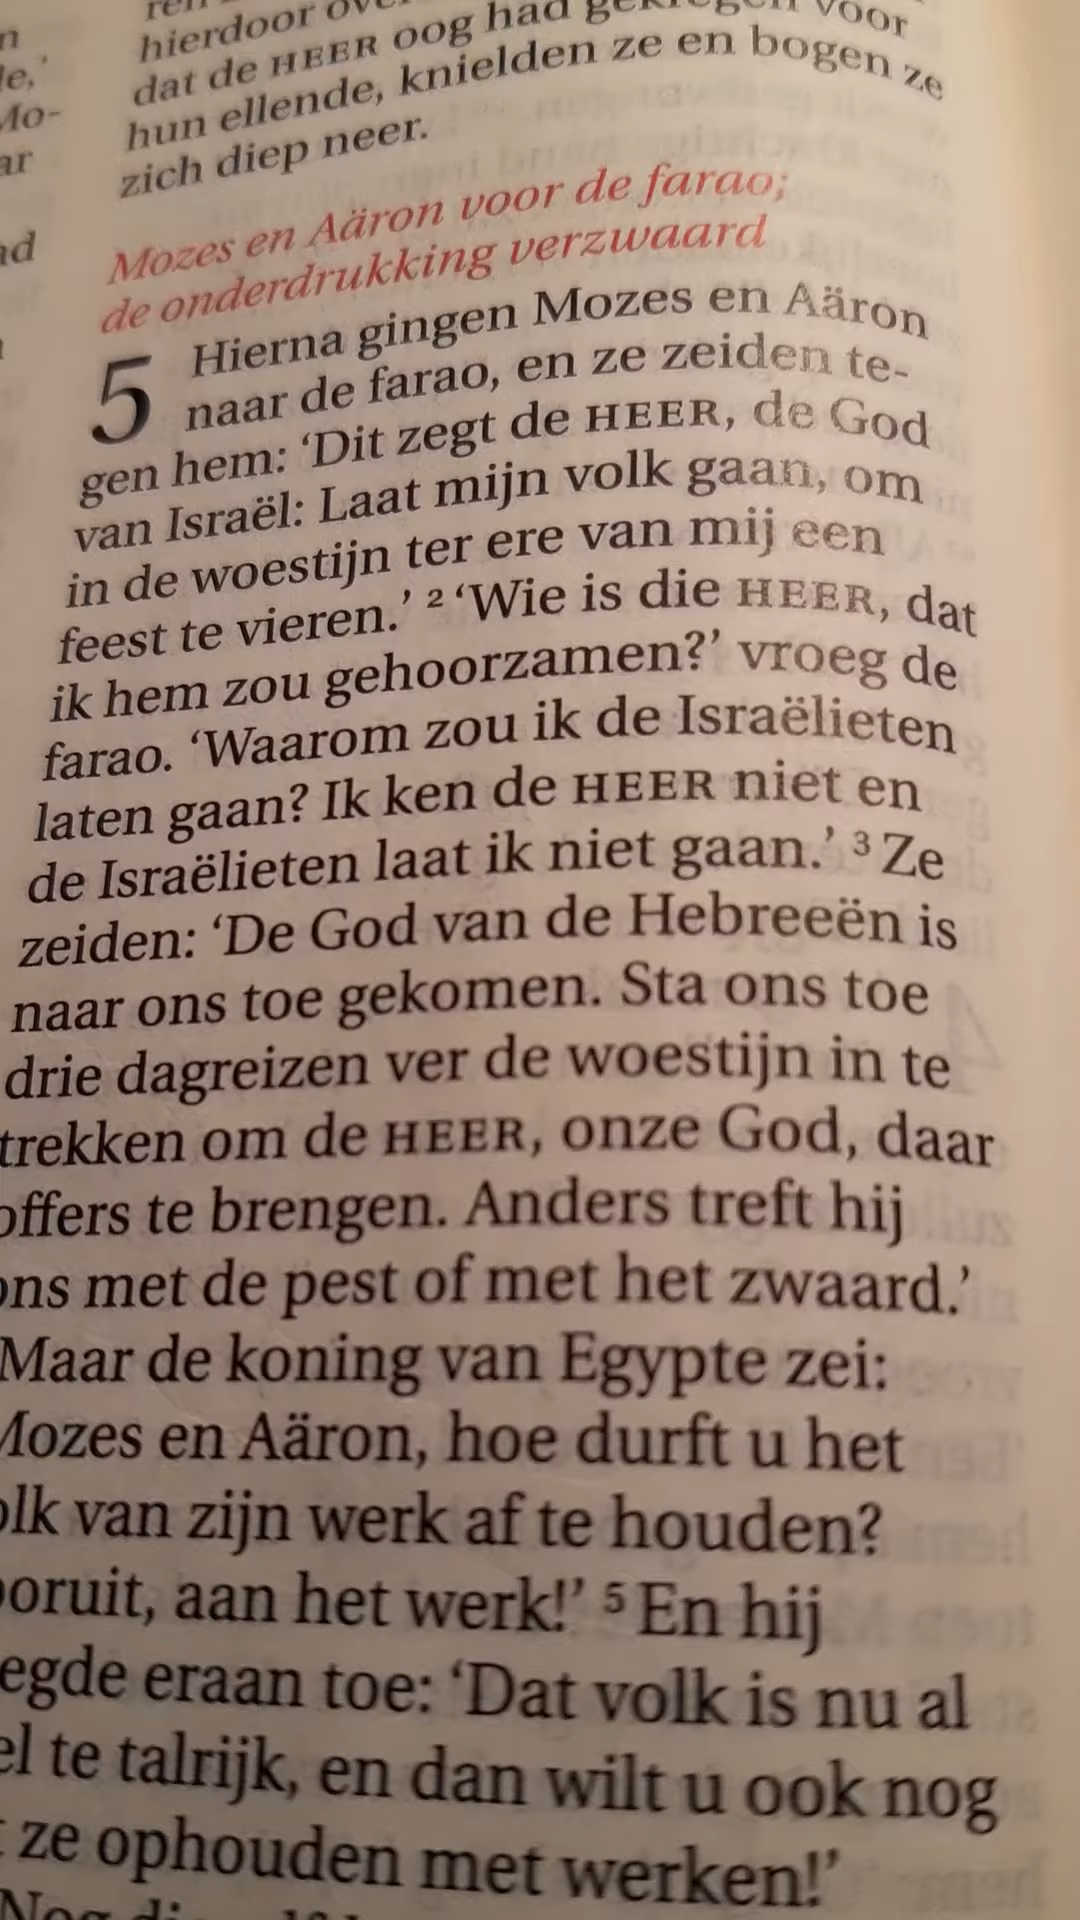 hierdoor
dat de HEER oog had gekregen voor
hun ellende, knielden ze en bogen ze
zich diep neer.
Mozes en Aäron voor de farao;
de onderdrukking verzwaard
5 Hierna gingen Mozes en Aäron
naar de farao, en ze zeiden te-
gen hem: ‘Dit zegt de HEER, de God
van Israël: Laat mijn volk gaan, om
in de woestijn ter ere van mij een
feest te vieren.’ ² ‘Wie is die HEER, dat
ik hem zou gehoorzamen?’ vroeg de
farao. ‘Waarom zou ik de Israëlieten
laten gaan? Ik ken de HEER niet en
de Israëlieten laat ik niet gaan.’ ³ Ze
zeiden: ‘De God van de Hebreeën is
naar ons toe gekomen. Sta ons toe
drie dagreizen ver de woestijn in te
trekken om de HEER, onze God, daar
offers te brengen. Anders treft hij
ons met de pest of met het zwaard.’
Maar de koning van Egypte zei:
Mozes en Aäron, hoe durft u het
olk van zijn werk af te houden?
ooruit, aan het werk!’ ⁵ En hij
egde eraan toe: ‘Dat volk is nu al
el te talrijk, en dan wilt u ook nog
ze ophouden met werken!’